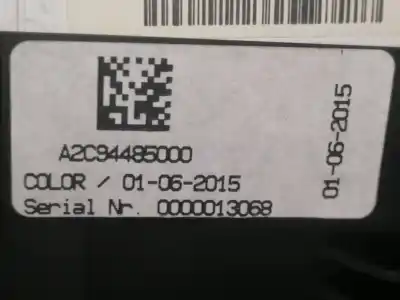 A2C94485000
COLOR / 01-06-2015
Serial Nr. 0000013068
01-06-2015